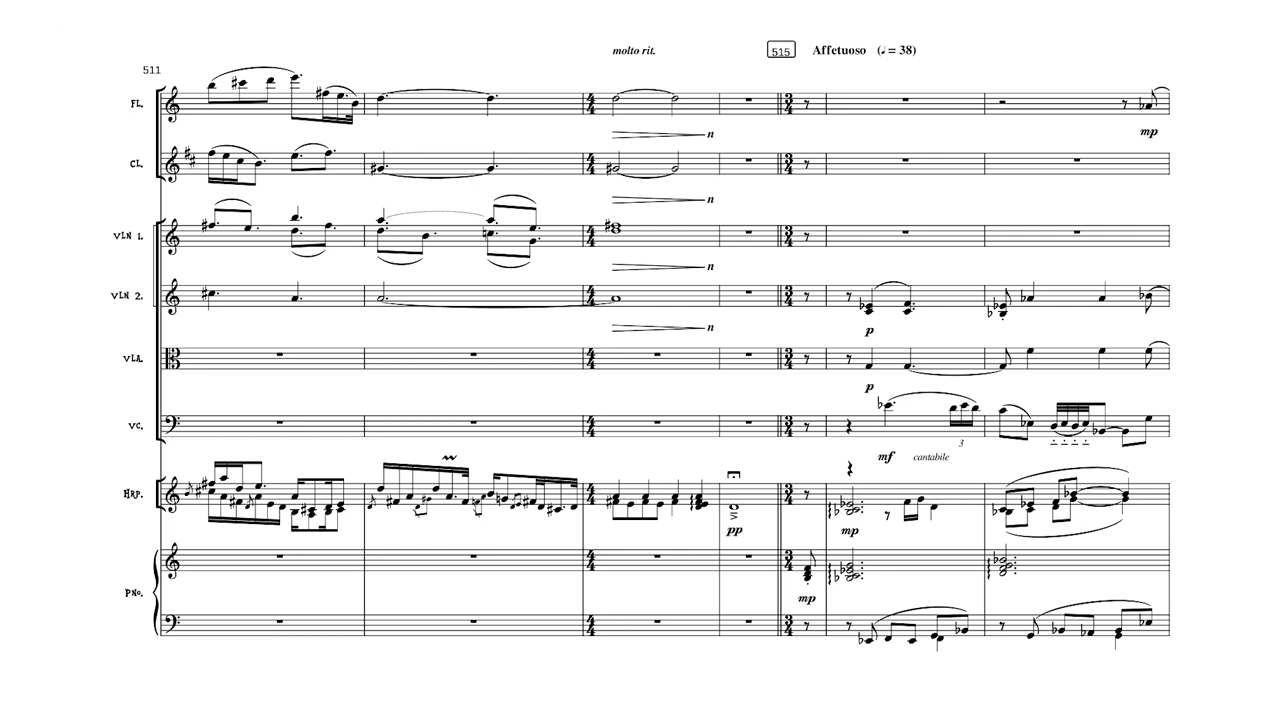 molto rit.
515 Affetuoso (♩ = 38)
511
FL.
mp
n
CL.
n
VLN 1.
n
VLN 2.
n
p
VLA.
p
VC.
3
mf cantabile
HRP.
pp
mp
PNO.
mp